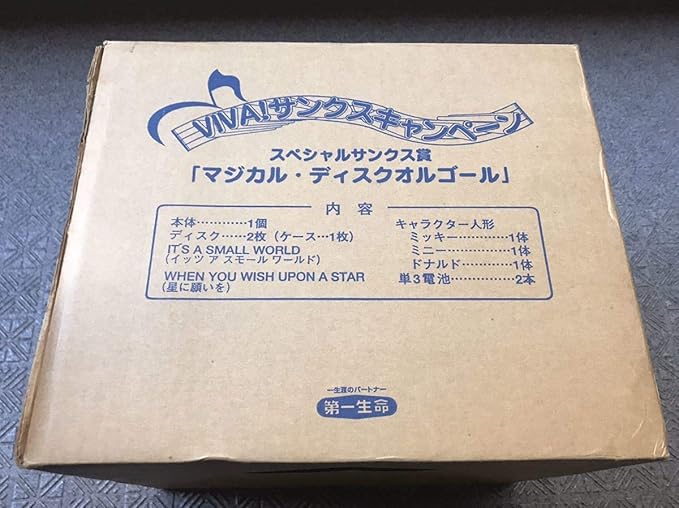 VIVA!サンクスキャンペーン
スペシャルサンクス賞
「マジカル・ディスクオルゴール」
内容
本体…………1個
ディスク……2枚（ケース…1枚）
IT'S A SMALL WORLD
（イッツ ア スモール ワールド）
WHEN YOU WISH UPON A STAR
（星に願いを）
キャラクター人形
ミッキー…………1体
ミニー……………1体
ドナルド…………1体
単3電池……………2本
一生涯のパートナー
第一生命